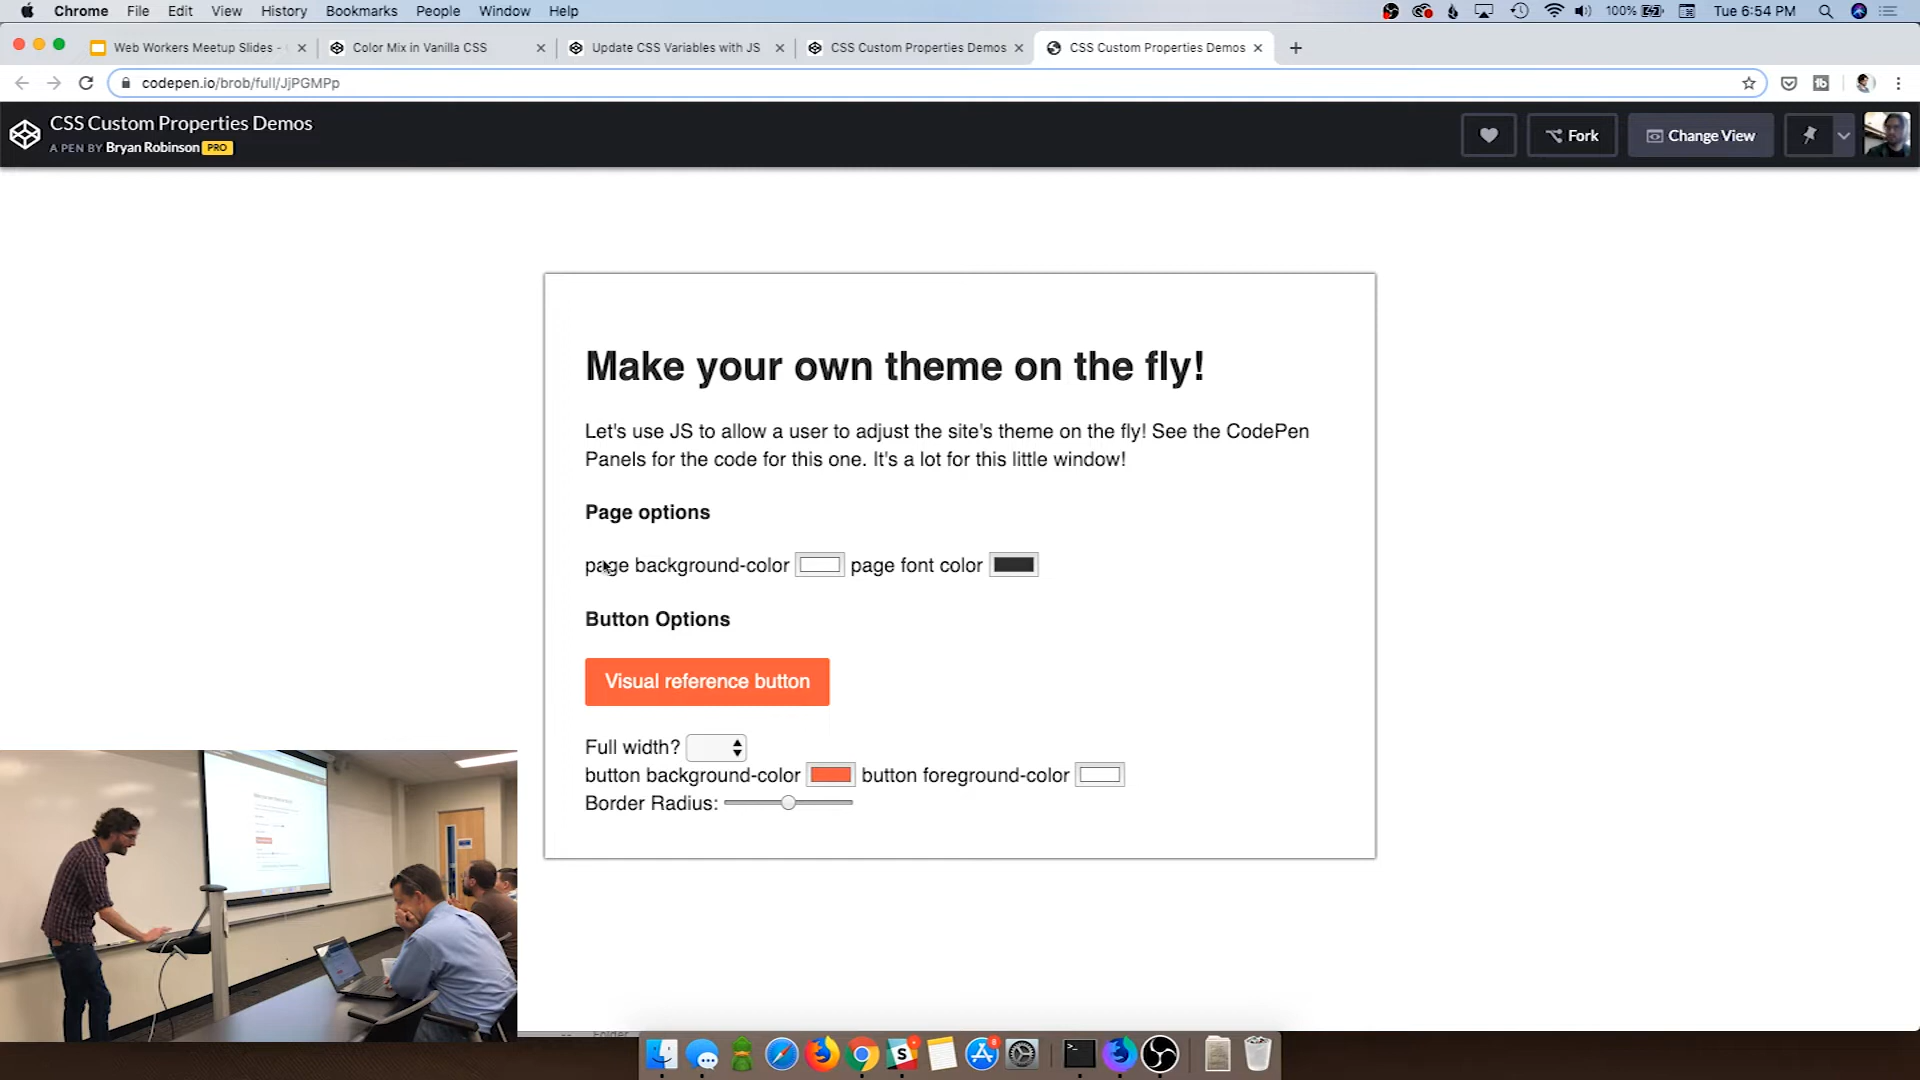 Chrome File Edit View History Bookmarks People Window Help 100% Tue 6:54 PM
Web Workers Meetup Slides - Color Mix in Vanilla CSS Update CSS Variables with JS CSS Custom Properties Demos CSS Custom Properties Demos
codepen.io/brob/full/JjPGMPp
CSS Custom Properties Demos
A PEN BY Bryan Robinson PRO
Fork
Change View
Make your own theme on the fly!
Let's use JS to allow a user to adjust the site's theme on the fly! See the CodePen
Panels for the code for this one. It's a lot for this little window!
Page options
page background-color page font color
Button Options
Visual reference button
Full width?
button background-color button foreground-color
Border Radius: